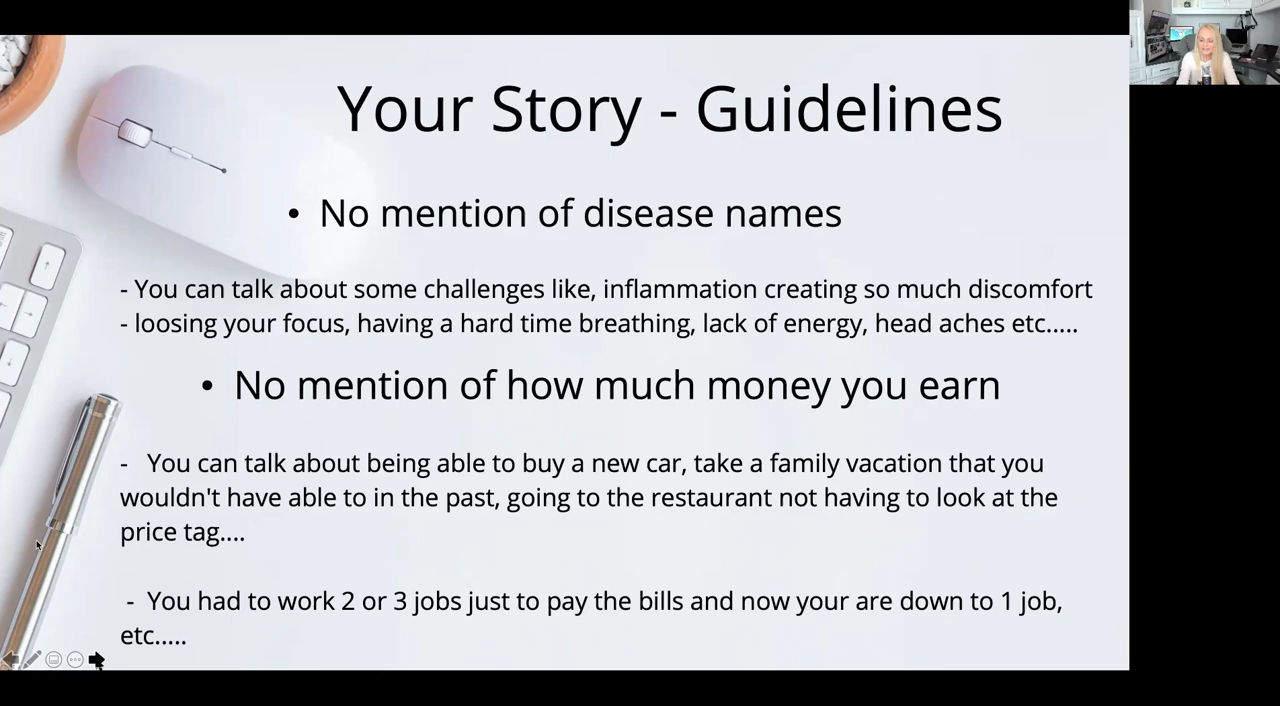 Your Story - Guidelines
• No mention of disease names
- You can talk about some challenges like, inflammation creating so much discomfort
- loosing your focus, having a hard time breathing, lack of energy, head aches etc.....
• No mention of how much money you earn
- You can talk about being able to buy a new car, take a family vacation that you
wouldn't have able to in the past, going to the restaurant not having to look at the
price tag....
- You had to work 2 or 3 jobs just to pay the bills and now your are down to 1 job,
etc.....